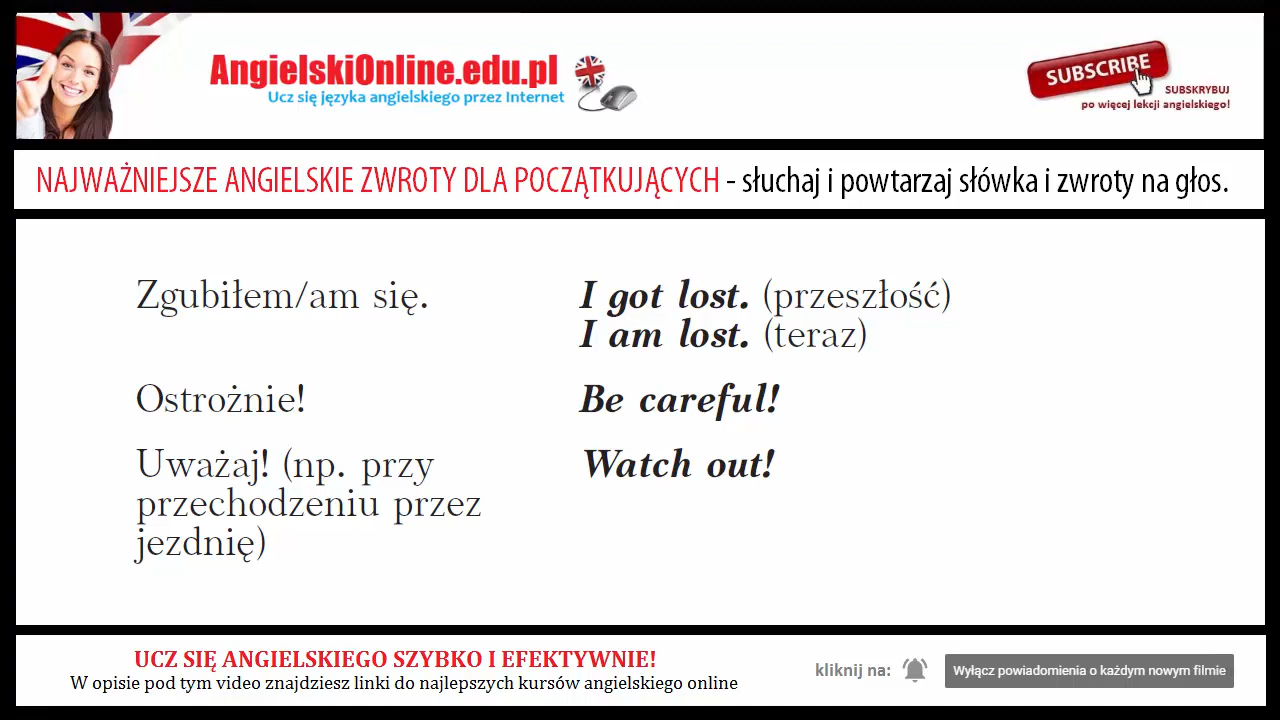 AngielskiOnline.edu.pl
Ucz się języka angielskiego przez Internet
SUBSCRIBE
SUBSKRYBUJ
po więcej lekcji angielskiego!
NAJWAŻNIEJSZE ANGIELSKIE ZWROTY DLA POCZĄTKUJĄCYCH - słuchaj i powtarzaj słówka i zwroty na głos.
Zgubiłem/am się. I got lost. (przeszłość)
I am lost. (teraz)
Ostrożnie! Be careful!
Uważaj! (np. przy Watch out!
przechodzeniu przez
jezdnię)
UCZ SIĘ ANGIELSKIEGO SZYBKO I EFEKTYWNIE!
W opisie pod tym video znajdziesz linki do najlepszych kursów angielskiego online
kliknij na: Wyłącz powiadomienia o każdym nowym filmie